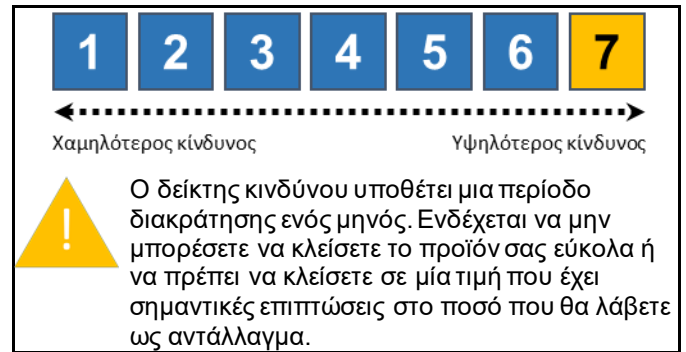 1 2 3 4 5 6 7
Χαμηλότερος κίνδυνος Υψηλότερος κίνδυνος
!
Ο δείκτης κινδύνου υποθέτει μια περίοδο
διακράτησης ενός μηνός. Ενδέχεται να μην
μπορέσετε να κλείσετε το προϊόν σας εύκολα ή
να πρέπει να κλείσετε σε μία τιμή που έχει
σημαντικές επιπτώσεις στο ποσό που θα λάβετε
ως αντάλλαγμα.